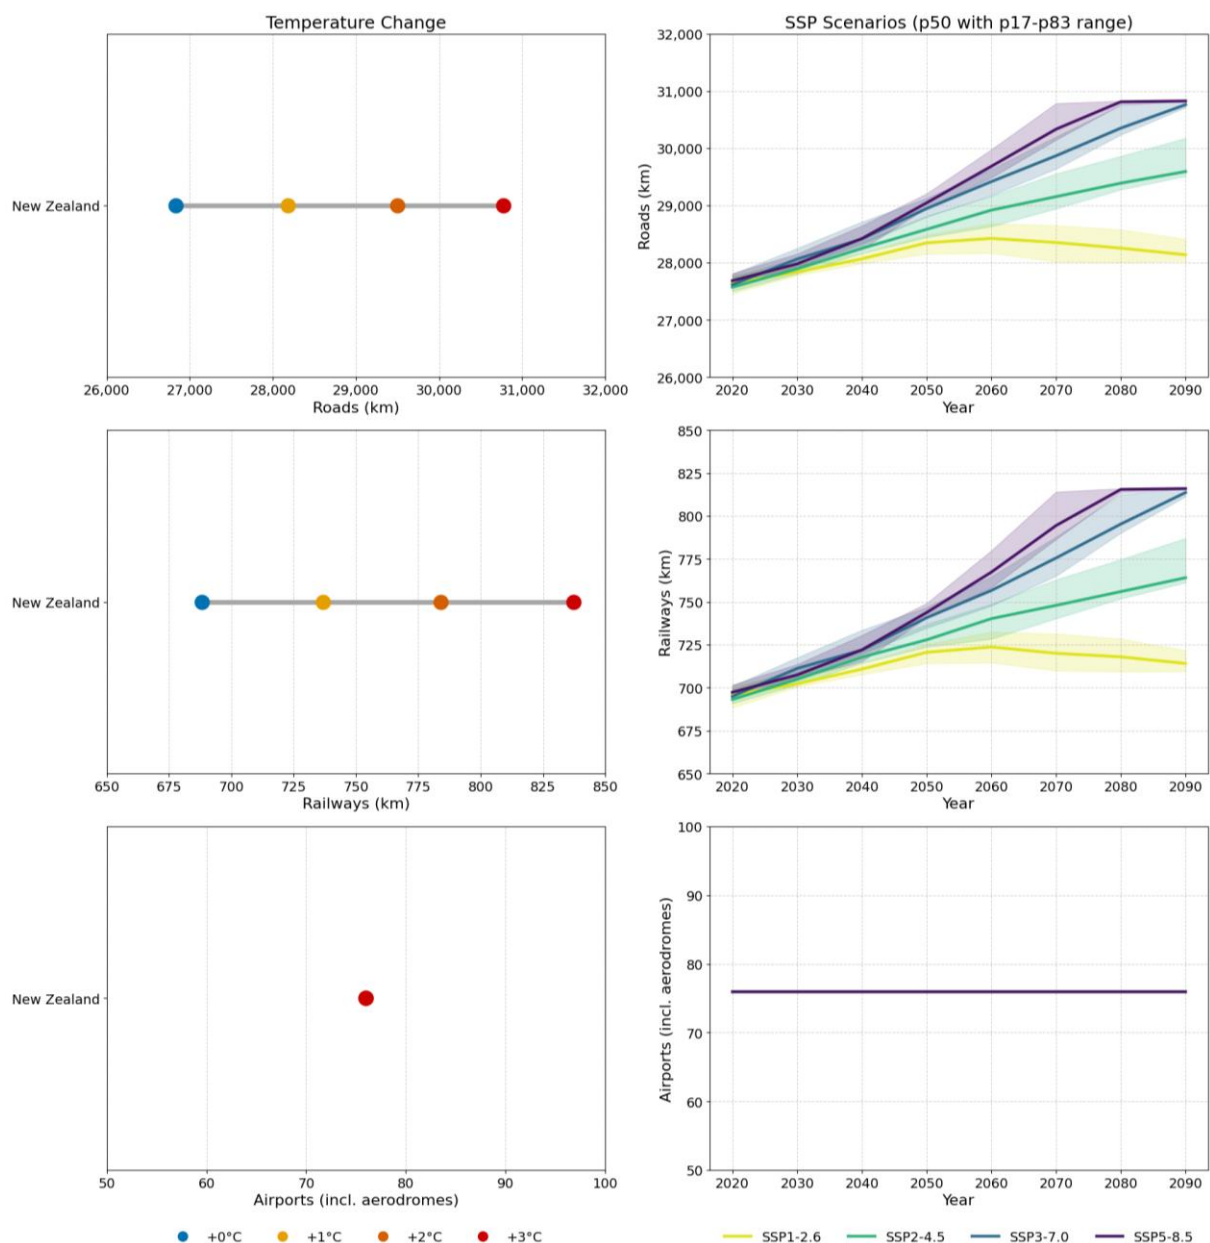 Temperature Change
New Zealand
26,000 27,000 28,000 29,000 30,000 31,000 32,000
Roads (km)
SSP Scenarios (p50 with p17-p83 range)
32,000
31,000
30,000
29,000
28,000
27,000
26,000
Roads (km)
2020 2030 2040 2050 2060 2070 2080 2090
Year
New Zealand
650 675 700 725 750 775 800 825 850
Railways (km)
850
825
800
775
750
725
700
675
650
Railways (km)
2020 2030 2040 2050 2060 2070 2080 2090
Year
New Zealand
50 60 70 80 90 100
Airports (incl. aerodromes)
100
90
80
70
60
50
Airports (incl. aerodromes)
2020 2030 2040 2050 2060 2070 2080 2090
Year
+0°C +1°C +2°C +3°C
SSP1-2.6 SSP2-4.5 SSP3-7.0 SSP5-8.5